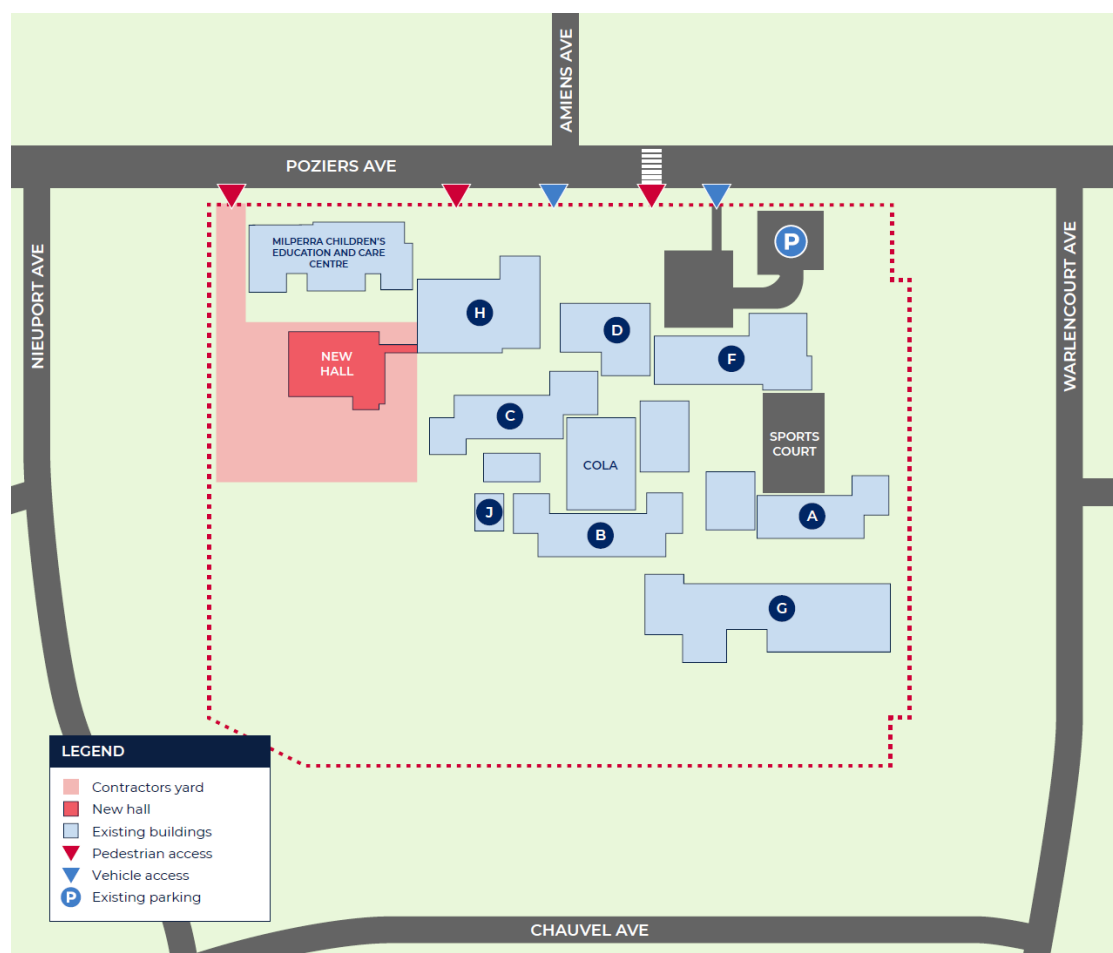 AMIENS AVE
POZIERS AVE
NIEUPORT AVE
WARLENCOURT AVE
MILPERRA CHILDREN'S
EDUCATION AND CARE
CENTRE
P
H
D
F
NEW
HALL
C
SPORTS
COURT
COLA
J
B
A
G
LEGEND
Contractors yard
New hall
Existing buildings
Pedestrian access
Vehicle access
P Existing parking
CHAUVEL AVE